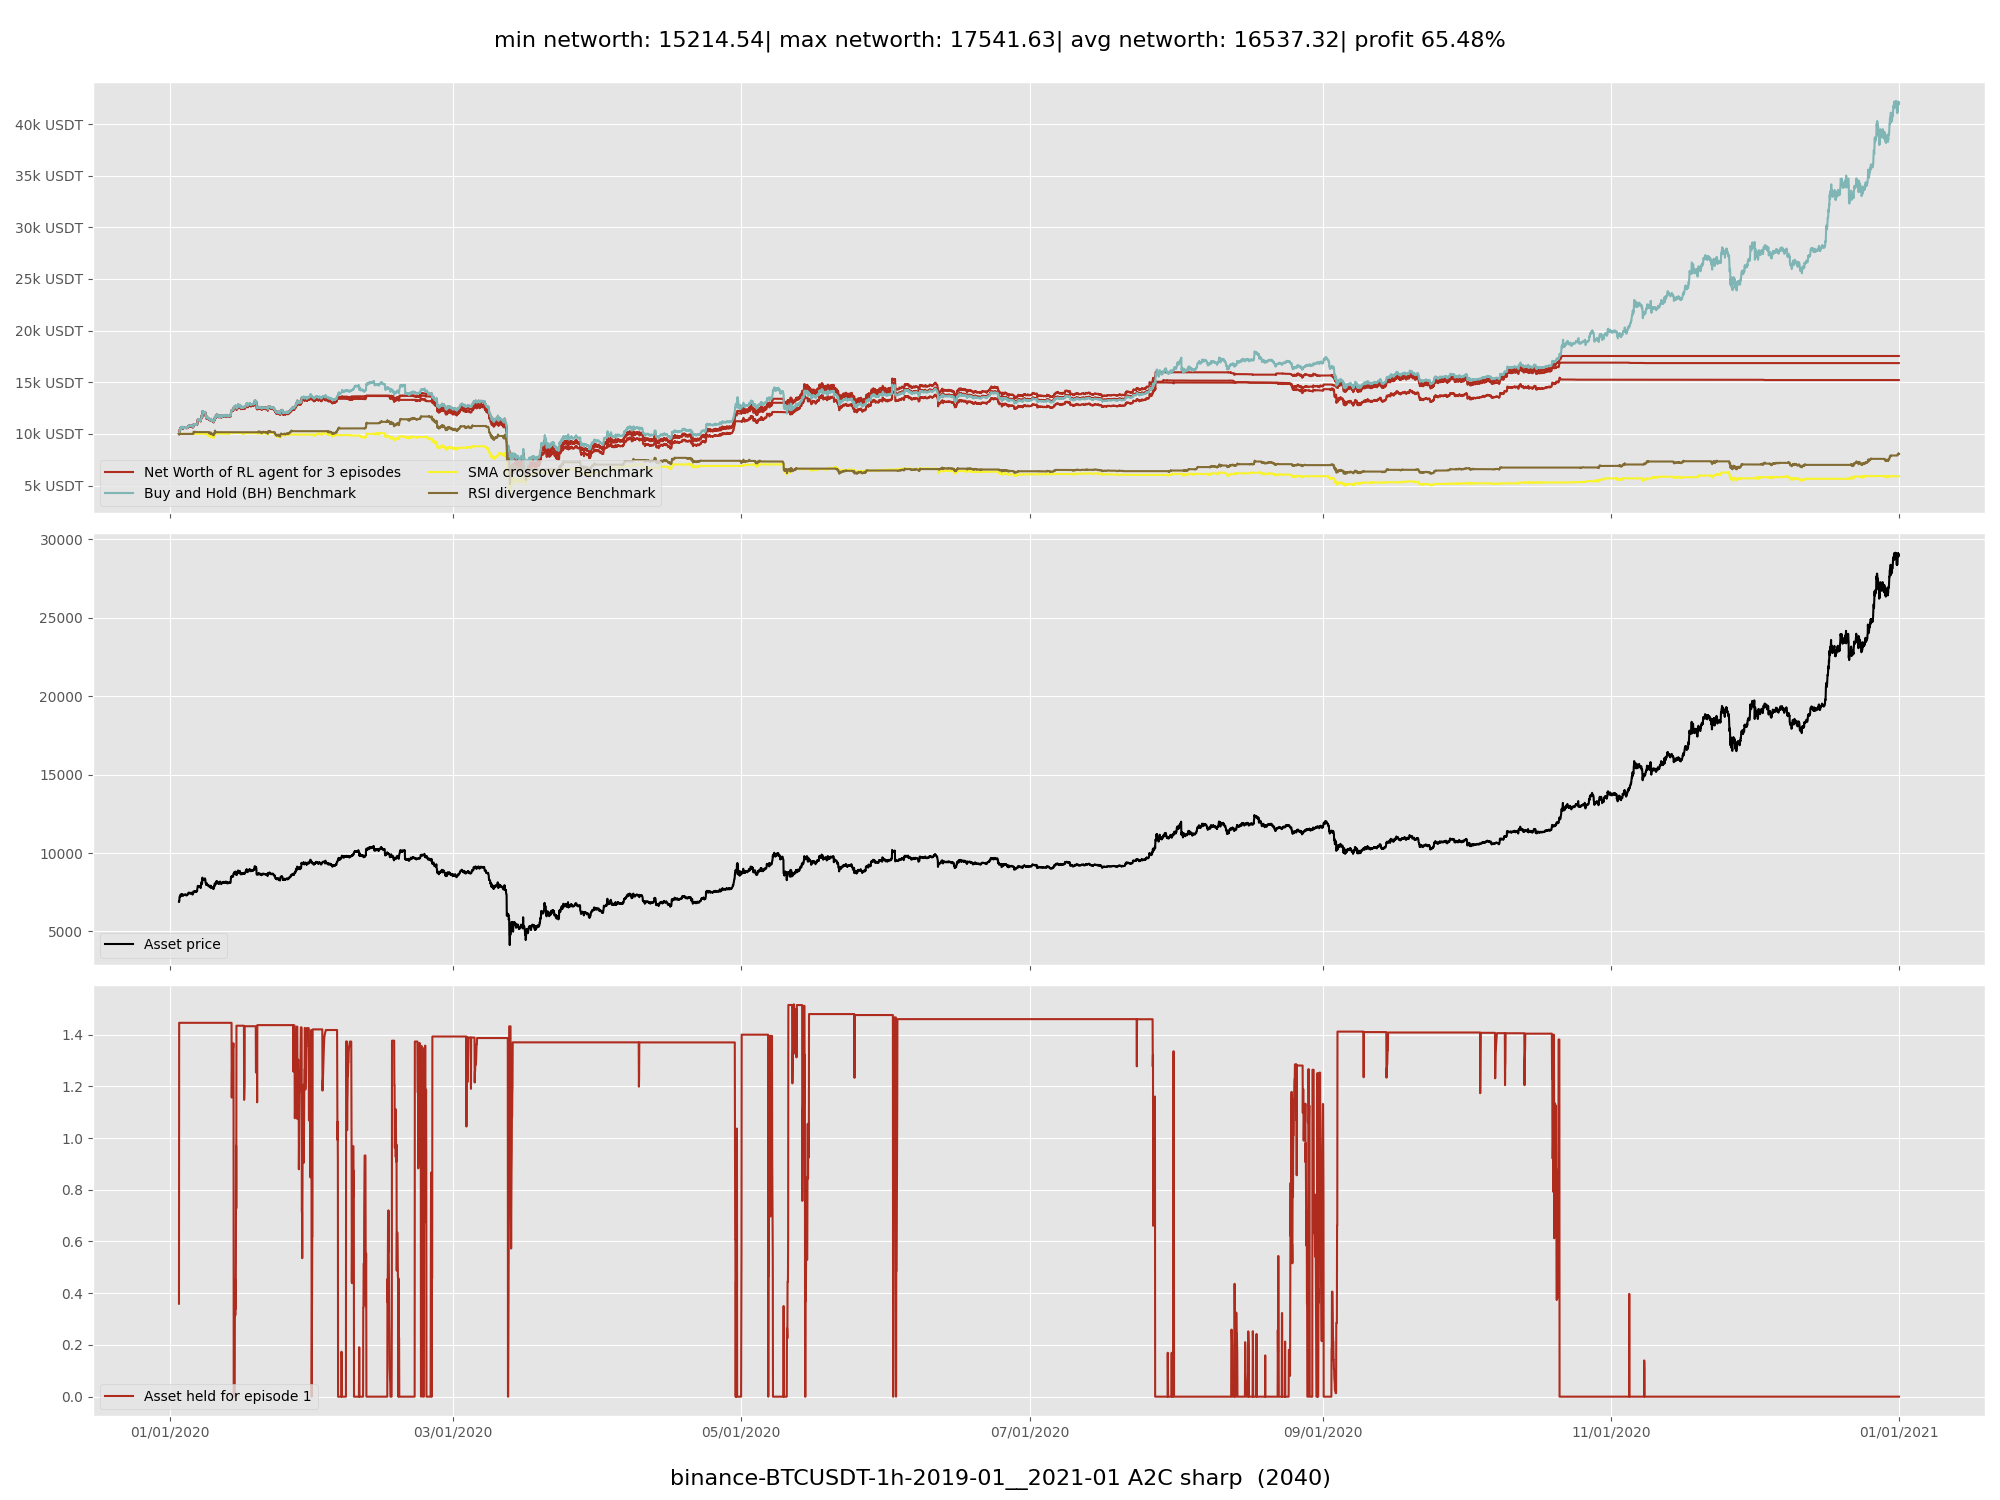 min networth: 15214.54| max networth: 17541.63| avg networth: 16537.32| profit 65.48%
40k USDT
35k USDT
30k USDT
25k USDT
20k USDT
15k USDT
10k USDT
5k USDT
Net Worth of RL agent for 3 episodes
Buy and Hold (BH) Benchmark
SMA crossover Benchmark
RSI divergence Benchmark
30000
25000
20000
15000
10000
5000
Asset price
1.4
1.2
1.0
0.8
0.6
0.4
0.2
0.0
Asset held for episode 1
01/01/2020 03/01/2020 05/01/2020 07/01/2020 09/01/2020 11/01/2020 01/01/2021
binance-BTCUSDT-1h-2019-01__2021-01 A2C sharp (2040)